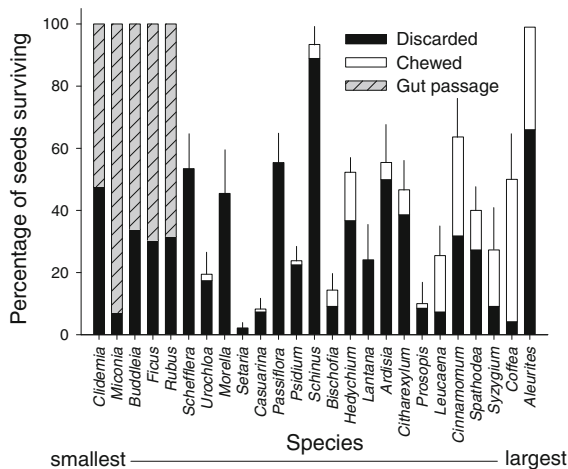 Percentage of seeds surviving
100
80
60
40
20
0
Discarded
Chewed
Gut passage
Clidemia
Miconia
Buddleia
Ficus
Rubus
Schefflera
Urochloa
Morella
Setaria
Casuarina
Passiflora
Psidium
Schinus
Bischofia
Hedychium
Lantana
Ardisia
Citharexylum
Prosopis
Leucaena
Cinnamomum
Spathodea
Syzygium
Coffea
Aleurites
Species
smallest largest